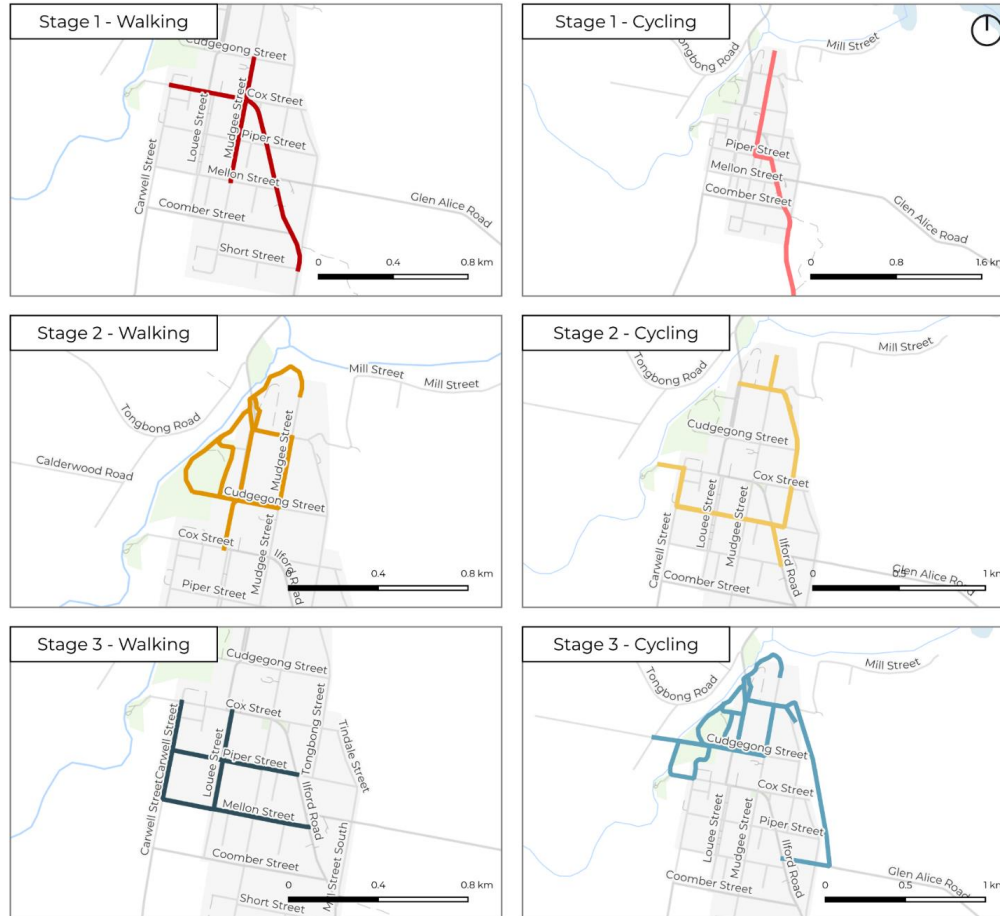 Stage 1 - Walking
Cudgegong Street
Cox Street
Mudgee Street
Louee Street
Piper Street
Carwell Street
Mellon Street
Coomber Street
Glen Alice Road
Short Street
0
0.4
0.8 km
Stage 1 - Cycling
Tongbong Road
Mill Street
Piper Street
Mellon Street
Coomber Street
Glen Alice Road
0
0.8
1.6 km
Stage 2 - Walking
Mill Street
Mill Street
Tongbong Road
Mudgee Street
Calderwood Road
Cudgegong Street
Cox Street
Mudgee Street
Ilford Road
Piper Street
0
0.4
0.8 km
Stage 2 - Cycling
Mill Street
Tongbong Road
Cudgegong Street
Cox Street
Louee Street
Mudgee Street
Carwell Street
Ilford Road
Glen Alice Road
Coomber Street
0
0.5
1 km
Stage 3 - Walking
Cudgegong Street
Cox Street
Tongbong Street
Tindale Street
Carwell Street
Louee Street
Piper Street
Carwell Street
Ilford Road
Mellon Street
Coomber Street
Mill Street South
Short Street
0
0.4
0.8 km
Stage 3 - Cycling
Mill Street
Tongbong Road
Cudgegong Street
Cox Street
Louee Street
Mudgee Street
Piper Street
Ilford Road
Coomber Street
Glen Alice Road
0
0.5
1 km